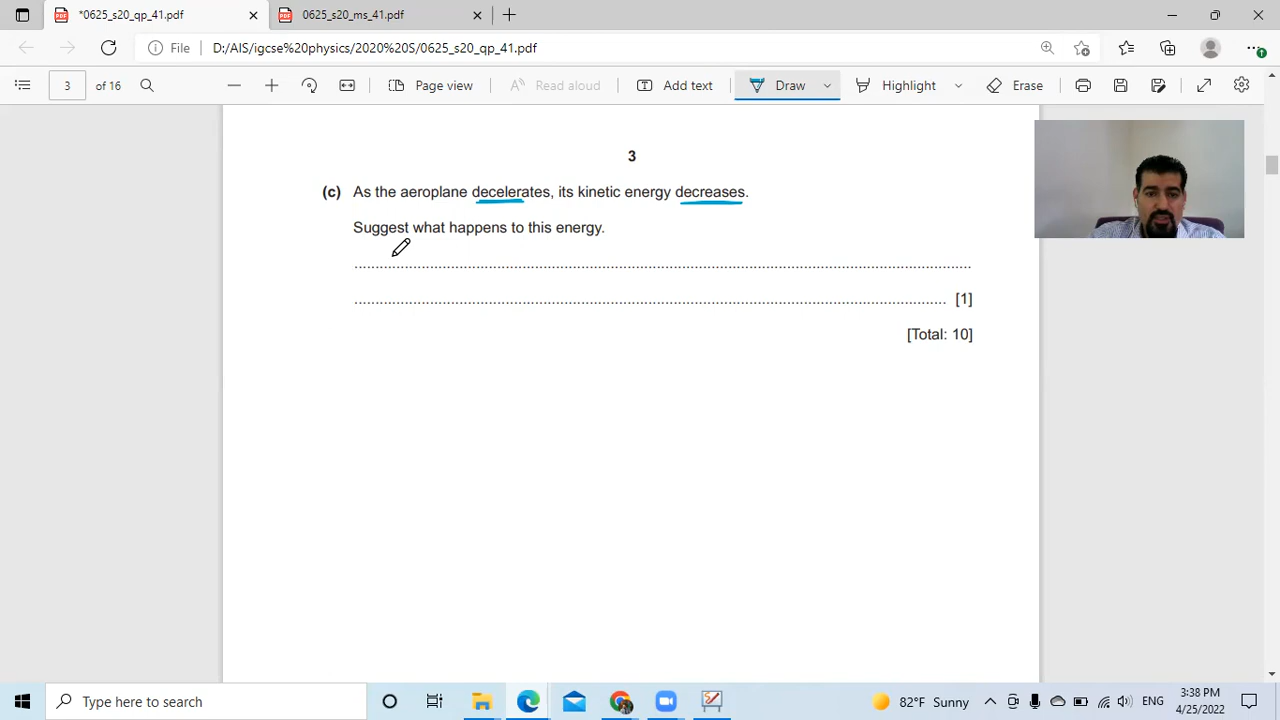 *0625_s20_qp_41.pdf
0625_s20_ms_41.pdf
File D:/AIS/igcse%20physics/2020%20S/0625_s20_qp_41.pdf
3 of 16 Page view Read aloud Add text Draw Highlight Erase
3
(c) As the aeroplane decelerates, its kinetic energy decreases.
Suggest what happens to this energy.
[1]
[Total: 10]
Type here to search
82°F Sunny
ENG
3:38 PM
4/25/2022